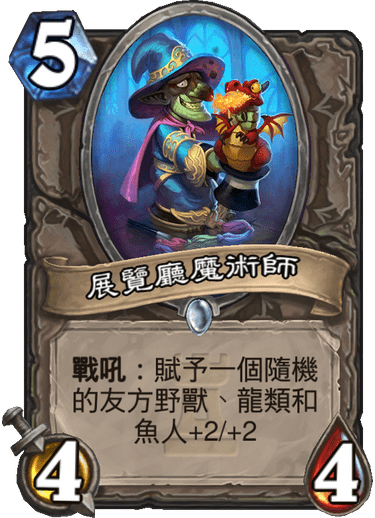 5
展覽廳魔術師
戰吼：賦予一個隨機
的友方野獸、龍類和
魚人+2/+2
4
4